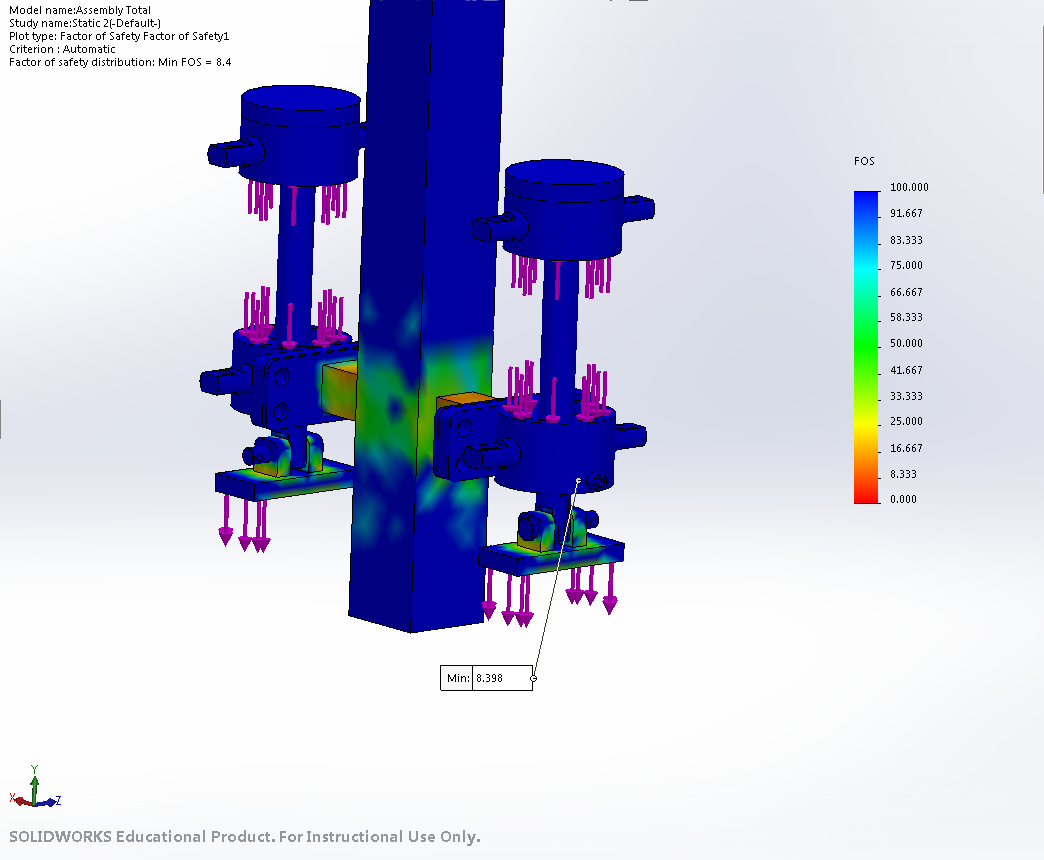 Model name:Assembly Total
Study name:Static 2(-Default-)
Plot type: Factor of Safety Factor of Safety1
Criterion : Automatic
Factor of safety distribution: Min FOS = 8.4
FOS
100.000
91.667
83.333
75.000
66.667
58.333
50.000
41.667
33.333
25.000
16.667
8.333
0.000
Min: 8.398
Y
X
Z
SOLIDWORKS Educational Product. For Instructional Use Only.